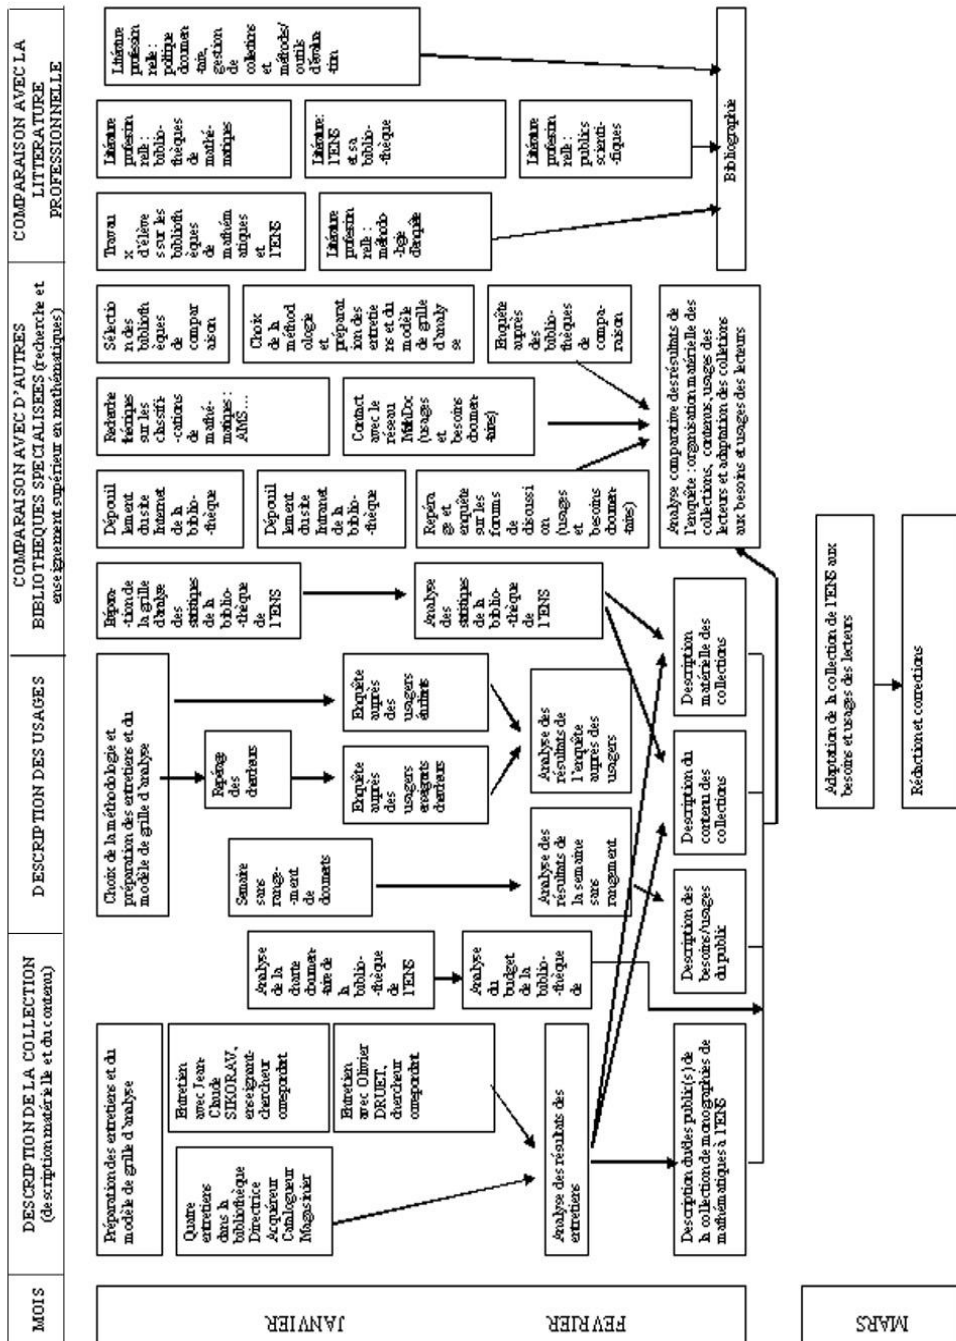 MOIS
DESCRIPTION DE LA COLLECTION
(description matérielle et du contenu)
DESCRIPTION DES USAGES
COMPARAISON AVEC D'AUTRES
BIBLIOTHEQUES SPECIALISEES (recherche et
enseignement supérieur en mathématiques)
COMPARAISON AVEC LA
LITTERATURE
PROFESSIONNELLE
JANVIER
FEVRIER
MARS
Préparation des entretiens et du
modèle de grille d'analyse
Quatre
entretiens
dans la
bibliothèque
Directrice
Acquéreur
Catalogueur
Magasinier
Entretien
avec Jean-
Claude
SIKORAV,
enseignant-
chercheur
correspondant
Entretien
avec Olivier
DRUET,
chercheur
correspondant
Analyse
de la
charte
documen-
-taire de
la
biblio-
-thèque de
l'ENS
Analyse
du
budget
de la
biblio-
-thèque de
Analyse des résultats des
entretiens
Description du/des public(s) de
la collection de monographies de
mathématiques à l'ENS
Choix de la méthodologie et
préparation des entretiens et du
modèle de grille d'analyse
Repérage
des
chercheurs
Semaine
sans
range-
-ment
de
documents
Enquête
auprès
des
usagers
enseignants
chercheurs
Enquête
auprès
des
usagers
étudiants
Analyse des
résultats de
la semaine
sans
rangement
Analyse des
résultats de
l'enquête
auprès des
usagers
Description des
besoins/usages
du public
Description du
contenu des
collections
Description
matérielle des
collections
-tion de
la grille
d'analyse
des
statistiques
de la
biblio-
-thèque
de
l'ENS
Analyse
des
statistiques
de la
biblio-
-thèque
de
l'ENS
Dépouil
lement
du site
Internet
de la
biblio-
-thèque
Dépouil
lement
du site
Intranet
de la
biblio-
-thèque
Repéra
ge et
enquête
sur les
forums
de
discussi
on
(usages
et
besoins
documen-
-taires)
Recherche
théoriques
sur les
classifi-
-cations
de
mathé-
-matiques :
AMS...
Contact
avec le
réseau
MathDoc
(usages
et
besoins
documen-
-taires)
Sélectio
n des
biblioth
èques
de
compar
aison
Choix
de la
méthod
ologie
et
prépara
tion des
entretie
ns et du
modèle
de grille
d'analy
se
Enquête
auprès
des
biblio-
-thèques
de
compa-
raison
Analyse comparative des résultats de
l'enquête : organisation matérielle des
collections, contenus, usages des
lecteurs et adaptation des colletions
aux besoins et usages des lecteurs
Travau
x
d'élève
s sur les
biblioth
èques
de
mathém
atiques
et
l'ENS
Littérature
profession
nelle :
méthodo-
-logie
d'enquête
Littérature
profession
nelle :
biblio-
-thèques
de
mathé-
-matiques
Littérature:
l'ENS
et sa
biblio-
-thèque
Littérature
profession
nelle:
publics
scienti-
-fiques
Littérature
profession
nelle :
politique
documen
-taire,
gestion
de
collections
et
méthodes/
outils
d'évalua-
-tion
Bibliographie
Adaptation de la collection de l'ENS aux
besoins et usages des lecteurs
Rédaction et corrections